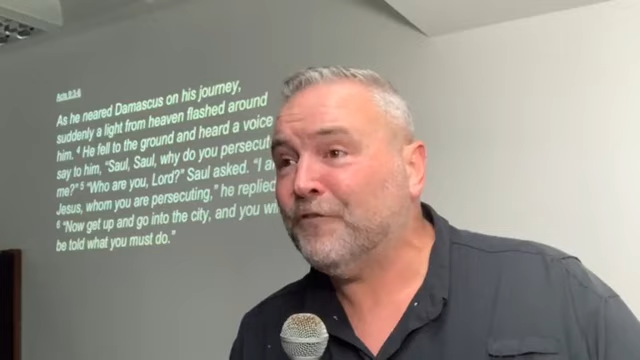 Acts 9:3-6
As he neared Damascus on his journey,
suddenly a light from heaven flashed around
him. 4 He fell to the ground and heard a voice
say to him, “Saul, Saul, why do you persecut
me?” 5 “Who are you, Lord?” Saul asked. “I a
Jesus, whom you are persecuting,” he replied
6 “Now get up and go into the city, and you wi
be told what you must do.”